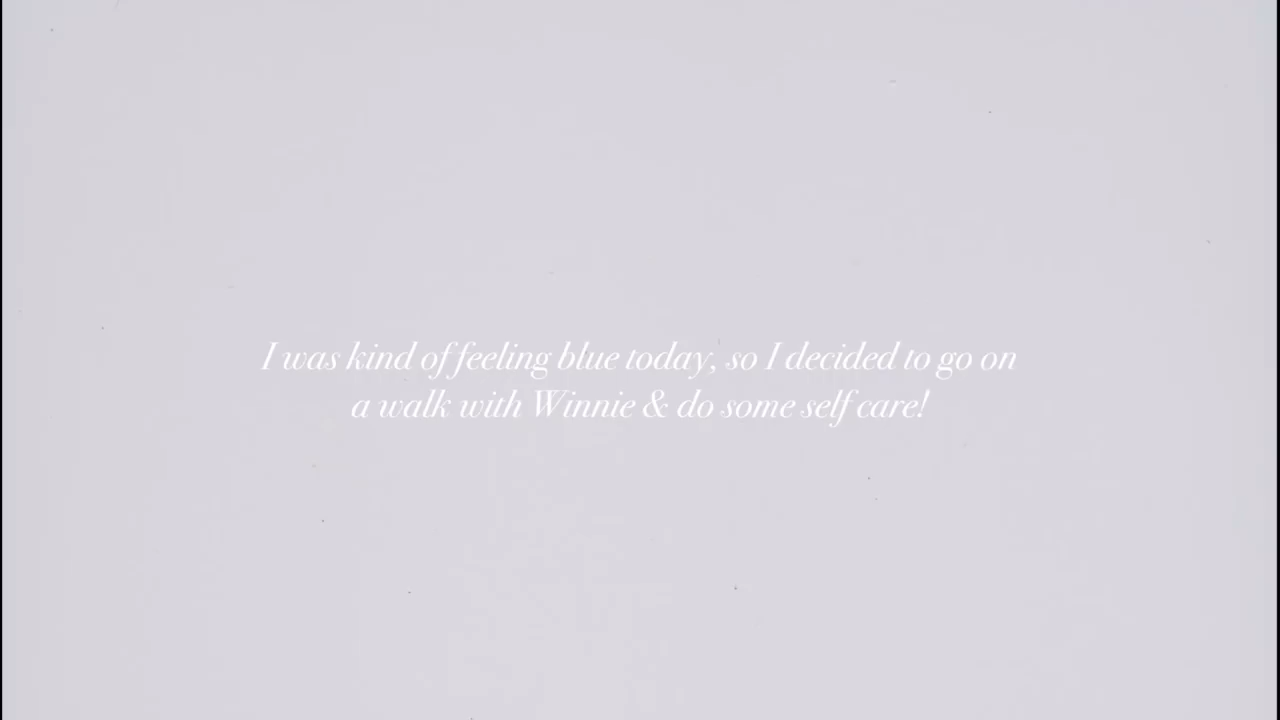 I was kind of feeling blue today, so I decided to go on
a walk with Winnie & do some self care!